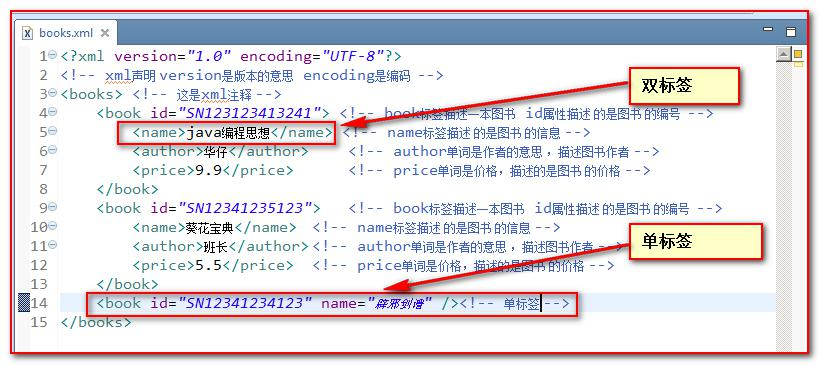 books.xml
1 <?xml version="1.0" encoding="UTF-8"?>
2 <!-- xml声明 version是版本的意思 encoding是编码 -->
3 <books> <!-- 这是xml注释 -->
4 <book id="SN123123413241"> <!-- book标签描述一本图书 id属性描述 的是图书 的编号 -->
5 <name>java编程思想</name> <!-- name标签描述 的是图书 的信息 -->
6 <author>华仔</author> <!-- author单词是作者的意思 ，描述图书作者 -->
7 <price>9.9</price> <!-- price单词是价格，描述的是图书 的价格 -->
8 </book>
9 <book id="SN12341235123"> <!-- book标签描述一本图书 id属性描述 的是图书 的编号 -->
10 <name>葵花宝典</name> <!-- name标签描述 的是图书 的信息 -->
11 <author>班长</author> <!-- author单词是作者的意思 ，描述图书作者 -->
12 <price>5.5</price> <!-- price单词是价格，描述的是图书 的价格 -->
13 </book>
14 <book id="SN12341234123" name="辟邪剑谱" /><!-- 单标签 -->
15 </books>
双标签
单标签